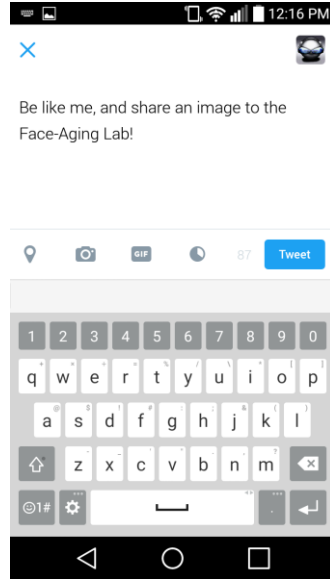 12:16 PM
Be like me, and share an image to the
Face-Aging Lab!
GIF
87
Tweet
1 2 3 4 5 6 7 8 9 0
q w e r t y u i o p
a s d f g h j k l
z x c v b n m
☺1# .